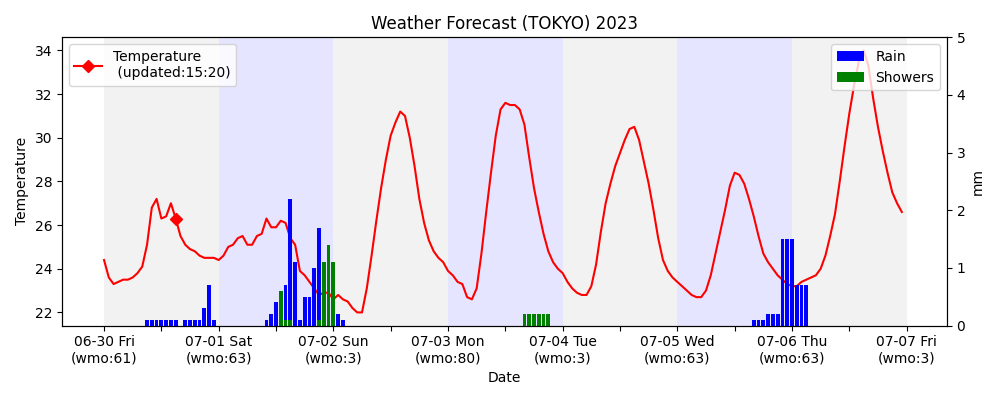 Weather Forecast (TOKYO) 2023
Temperature
(updated:15:20)
Rain
Showers
34
32
30
28
26
24
22
Temperature
5
4
3
2
1
0
mm
06-30 Fri
(wmo:61)
07-01 Sat
(wmo:63)
07-02 Sun
(wmo:3)
07-03 Mon
(wmo:80)
07-04 Tue
(wmo:3)
07-05 Wed
(wmo:63)
07-06 Thu
(wmo:63)
07-07 Fri
(wmo:3)
Date